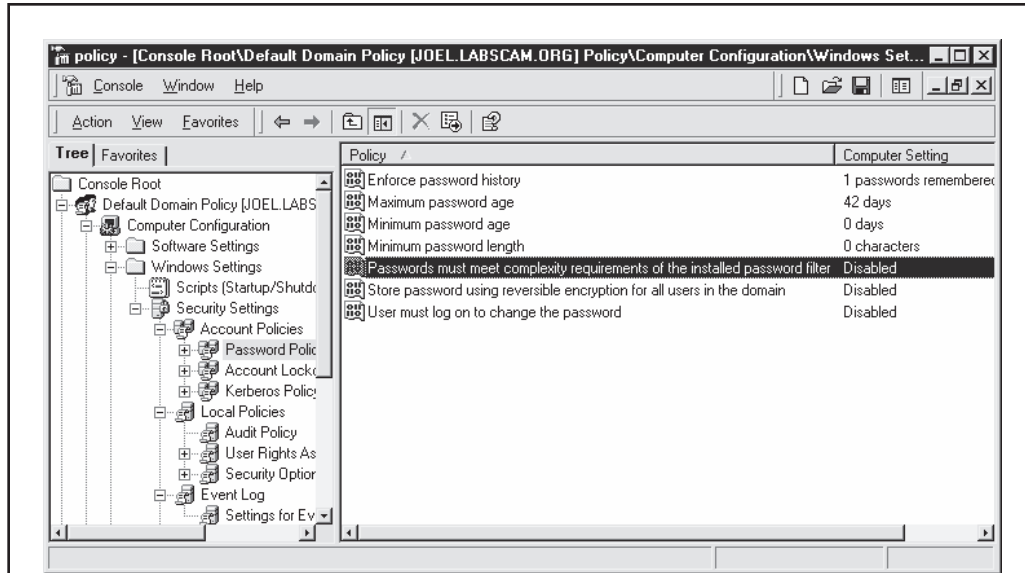 policy - [Console Root\Default Domain Policy [JOEL.LABSCAM.ORG] Policy\Computer Configuration\Windows Set...
Console Window Help
Action View Favorites
Tree Favorites
Policy Computer Setting
Console Root
Default Domain Policy [JOEL.LABS
Computer Configuration
Software Settings
Windows Settings
Scripts (Startup/Shutdo
Security Settings
Account Policies
Password Polic
Account Locko
Kerberos Policy
Local Policies
Audit Policy
User Rights As
Security Option
Event Log
Settings for Ev
Enforce password history 1 passwords remembered
Maximum password age 42 days
Minimum password age 0 days
Minimum password length 0 characters
Passwords must meet complexity requirements of the installed password filter Disabled
Store password using reversible encryption for all users in the domain Disabled
User must log on to change the password Disabled